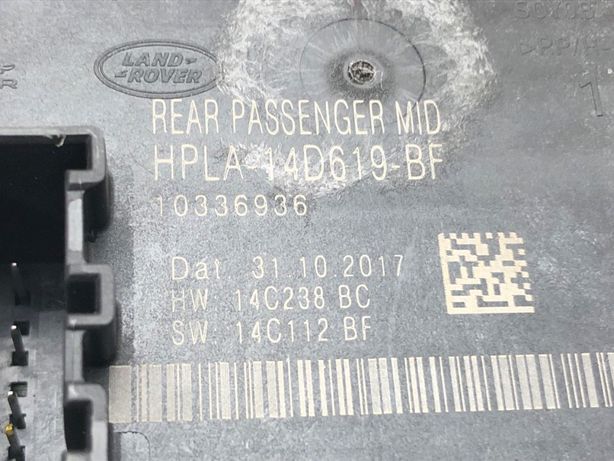 LAND
ROVER
REAR PASSENGER MID
HPLA-14D619-BF
10336936
Dat 31.10.2017
HW 14C238 BC
SW: 14C112 BF